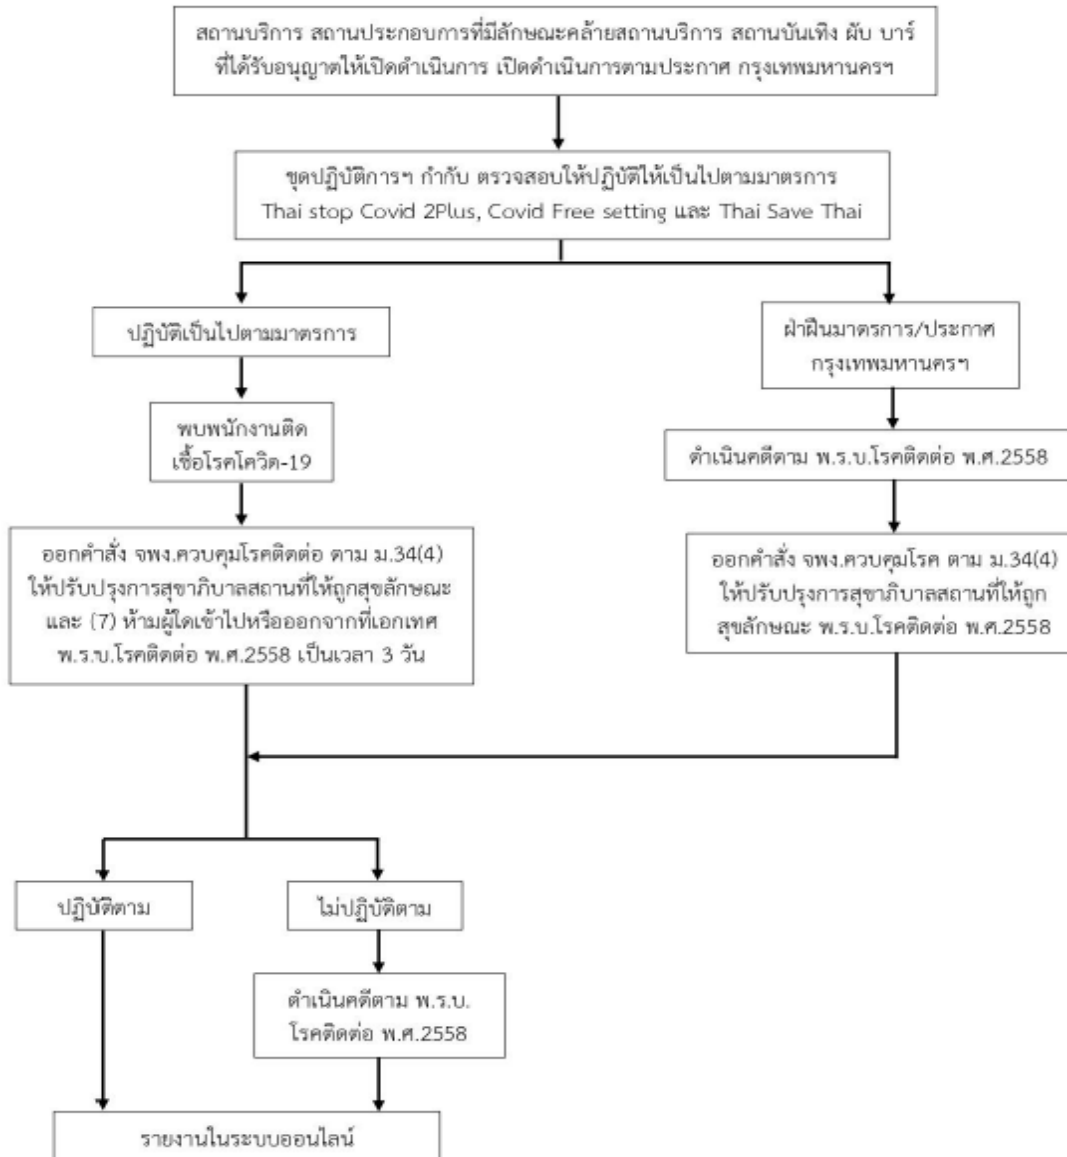 สถานบริการ สถานประกอบการที่มีลักษณะคล้ายสถานบริการ สถานบันเทิง ผับ บาร์
ที่ได้รับอนุญาตให้เปิดดำเนินการ เปิดดำเนินการตามประกาศ กรุงเทพมหานครฯ
ชุดปฏิบัติการฯ กำกับ ตรวจสอบให้ปฏิบัติให้เป็นไปตามมาตรการ
Thai stop Covid 2Plus, Covid Free setting และ Thai Save Thai
ปฏิบัติเป็นไปตามมาตรการ
ฝ่าฝืนมาตรการ/ประกาศ
กรุงเทพมหานครฯ
พบพนักงานติด
เชื้อโรคโควิด-19
ดำเนินคดีตาม พ.ร.บ.โรคติดต่อ พ.ศ.2558
ออกคำสั่ง จพง.ควบคุมโรคติดต่อ ตาม ม.34(4)
ให้ปรับปรุงการสุขาภิบาลสถานที่ให้ถูกสุขลักษณะ
และ (7) ห้ามผู้ใดเข้าไปหรือออกจากที่เอกเทศ
พ.ร.บ.โรคติดต่อ พ.ศ.2558 เป็นเวลา 3 วัน
ออกคำสั่ง จพง.ควบคุมโรค ตาม ม.34(4)
ให้ปรับปรุงการสุขาภิบาลสถานที่ให้ถูก
สุขลักษณะ พ.ร.บ.โรคติดต่อ พ.ศ.2558
ปฏิบัติตาม
ไม่ปฏิบัติตาม
ดำเนินคดีตาม พ.ร.บ.
โรคติดต่อ พ.ศ.2558
รายงานในระบบออนไลน์